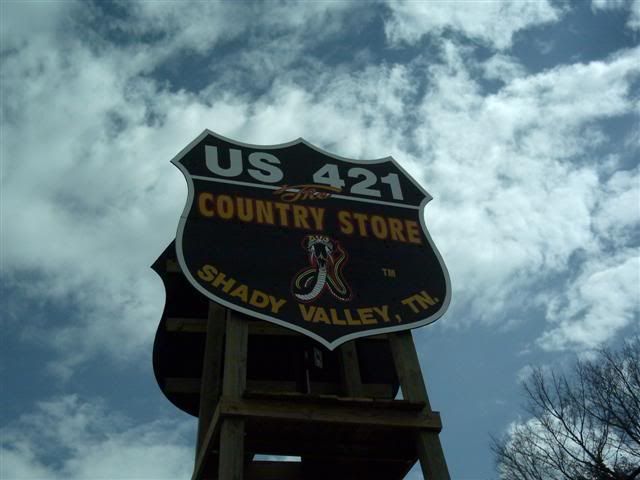 US 421
The
COUNTRY STORE
TM
SHADY VALLEY, TN.